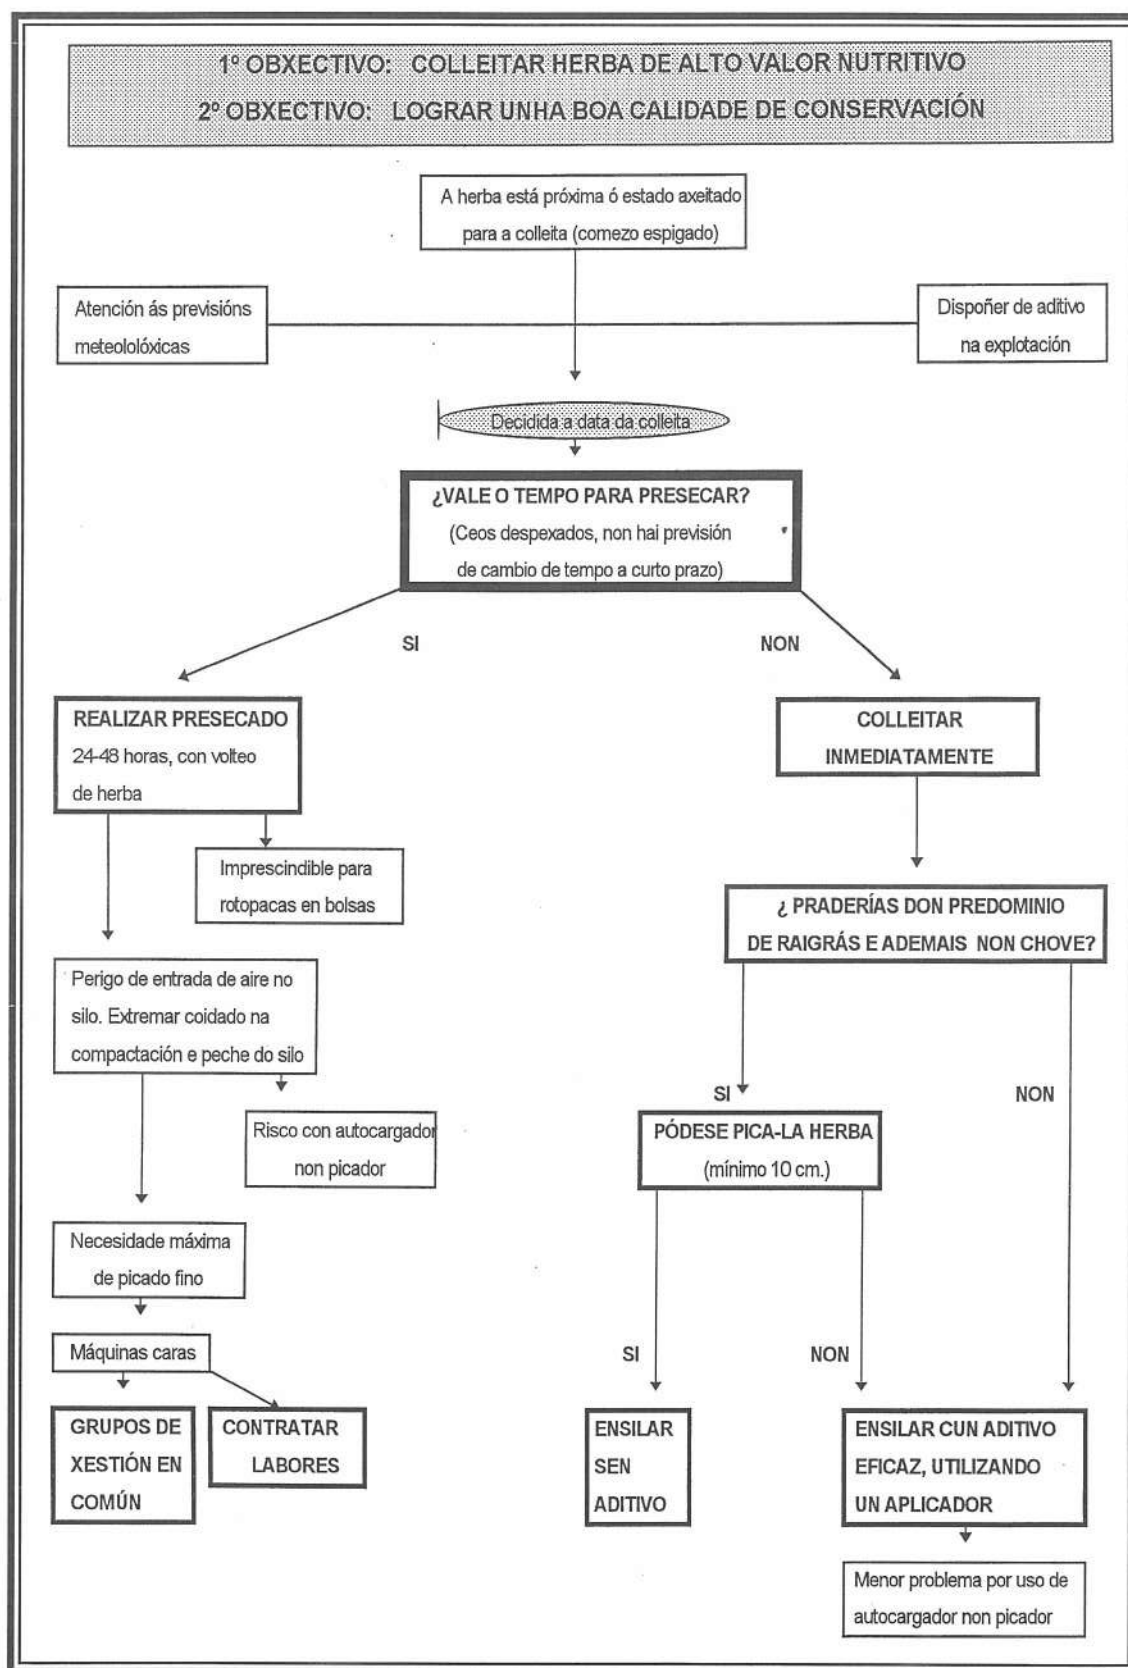 1º OBXECTIVO: COLLEITAR HERBA DE ALTO VALOR NUTRITIVO
2º OBXECTIVO: LOGRAR UNHA BOA CALIDADE DE CONSERVACIÓN
A herba está próxima ó estado axeitado
para a colleita (comezo espigado)
Atención ás previsións
meteololóxicas
Dispoñer de aditivo
na explotación
Decidida a data da colleita
¿VALE O TEMPO PARA PRESECAR?
(Ceos despexados, non hai previsión
de cambio de tempo a curto prazo)
SI
NON
REALIZAR PRESECADO
24-48 horas, con volteo
de herba
COLLEITAR
INMEDIATAMENTE
Imprescindible para
rotopacas en bolsas
¿ PRADERÍAS DON PREDOMINIO
DE RAIGRÁS E ADEMAIS NON CHOVE?
Perigo de entrada de aire no
silo. Extremar coidado na
compactación e peche do silo
SI
NON
Risco con autocargador
non picador
PÓDESE PICA-LA HERBA
(mínimo 10 cm.)
Necesidade máxima
de picado fino
Máquinas caras
SI
NON
GRUPOS DE
XESTIÓN EN
COMÚN
CONTRATAR
LABORES
ENSILAR
SEN
ADITIVO
ENSILAR CUN ADITIVO
EFICAZ, UTILIZANDO
UN APLICADOR
Menor problema por uso de
autocargador non picador